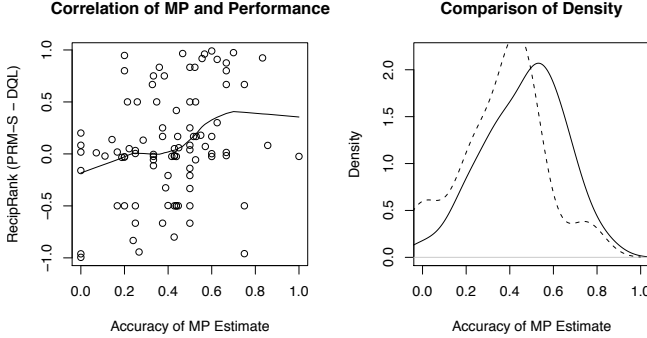 Correlation of MP and Performance
RecipRank (PRM−S − DQL)
1.0
0.5
0.0
−0.5
−1.0
0.0 0.2 0.4 0.6 0.8 1.0
Accuracy of MP Estimate
Comparison of Density
Density
2.0
1.5
1.0
0.5
0.0
0.0 0.2 0.4 0.6 0.8 1.0
Accuracy of MP Estimate